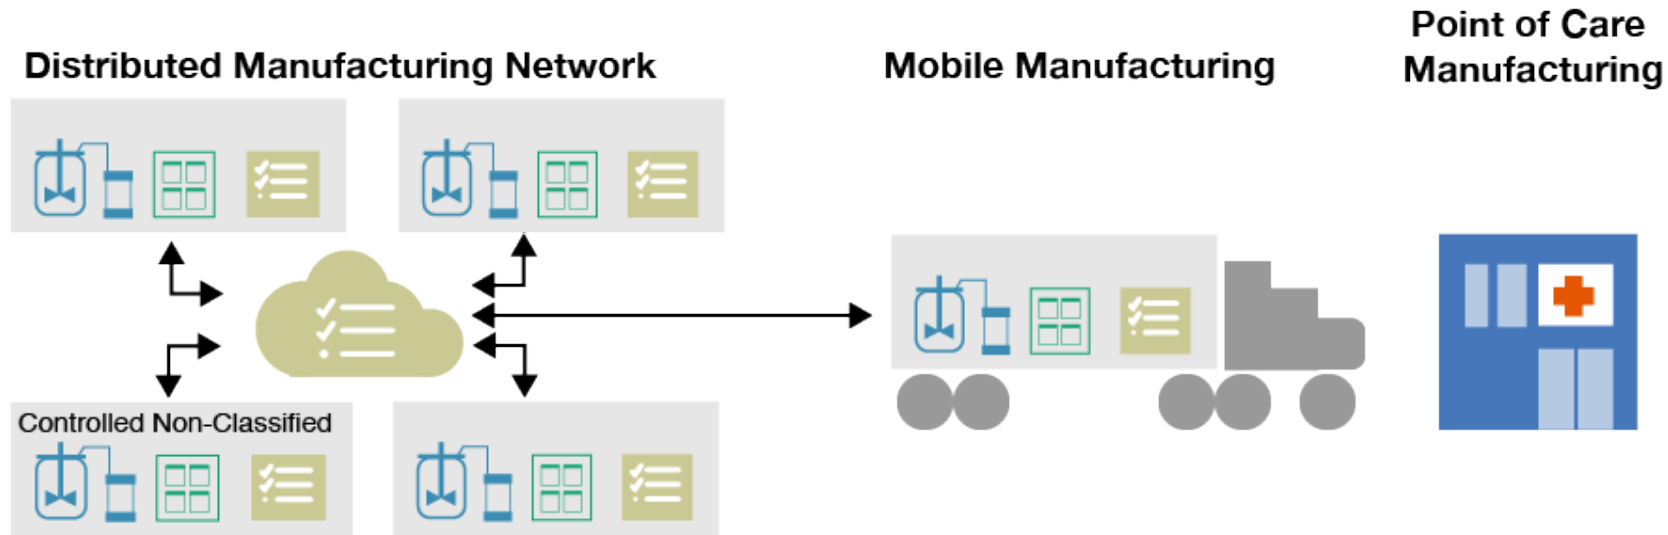 Distributed Manufacturing Network
Mobile Manufacturing
Point of Care
Manufacturing
Controlled Non-Classified